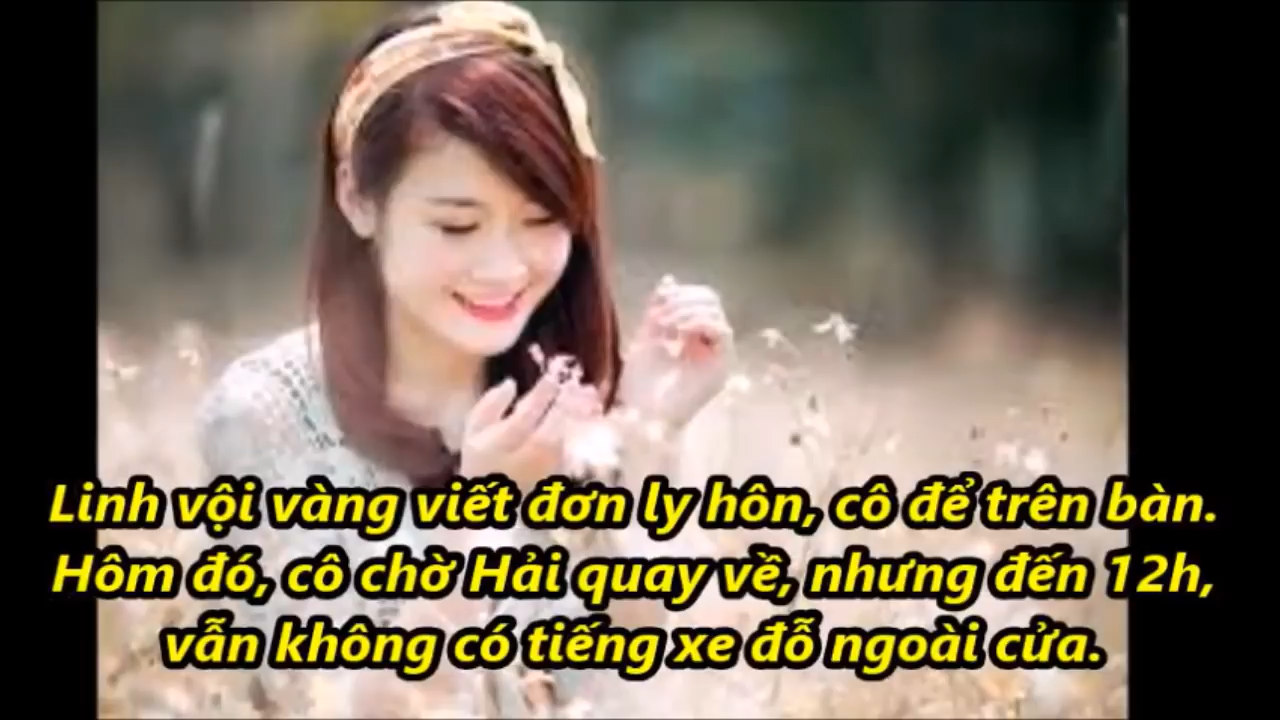 Linh vội vàng viết đơn ly hôn, cô để trên bàn.
Hôm đó, cô chờ Hải quay về, nhưng đến 12h,
vẫn không có tiếng xe đỗ ngoài cửa.